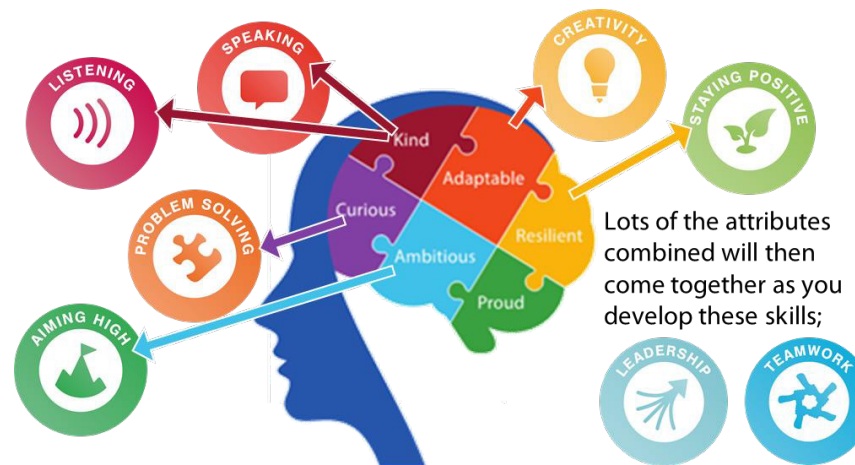 LISTENING
SPEAKING
CREATIVITY
STAYING POSITIVE
Kind
Adaptable
Curious
Resilient
Ambitious
Proud
PROBLEM SOLVING
AIMING HIGH
Lots of the attributes
combined will then
come together as you
develop these skills;
LEADERSHIP
TEAMWORK